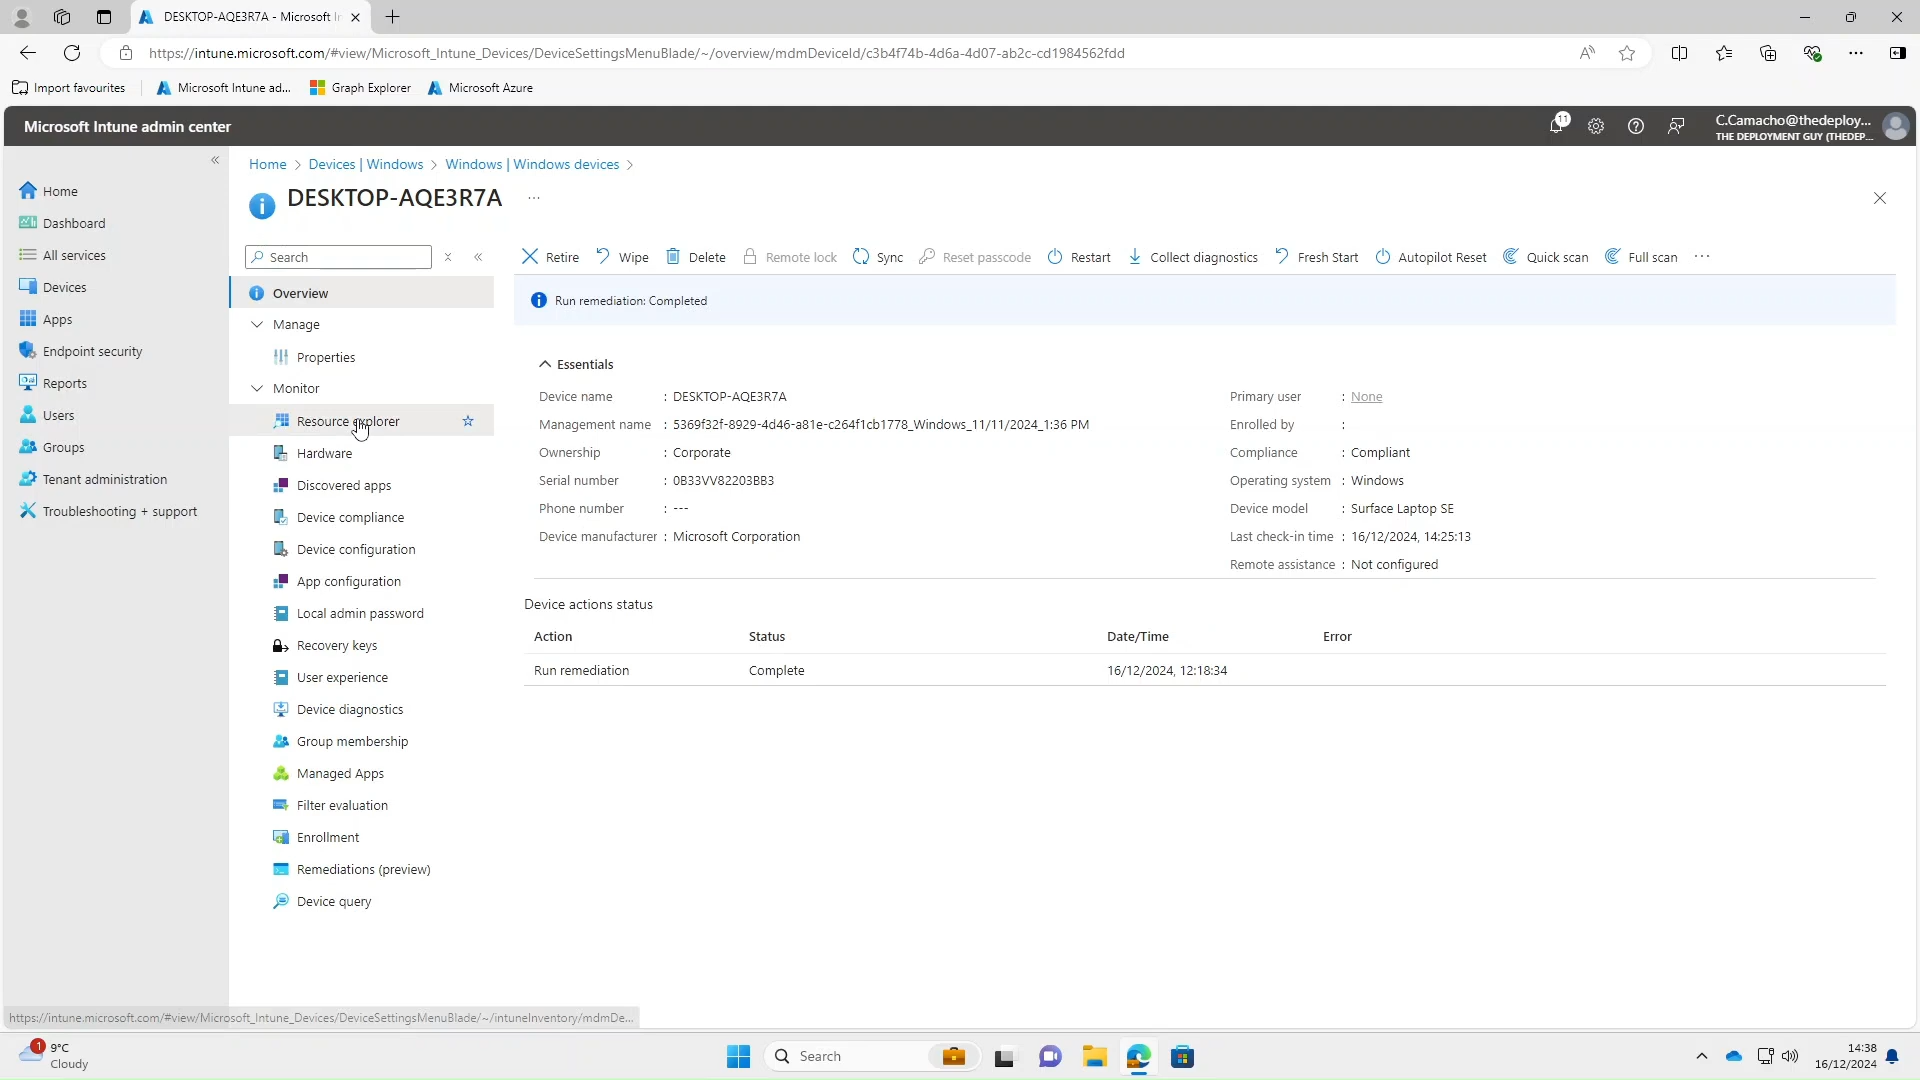 DESKTOP-AQE3R7A - Microsoft In
https://intune.microsoft.com/#view/Microsoft_Intune_Devices/DeviceSettingsMenuBlade/~/overview/mdmDeviceId/c3b4f74b-4d6a-4d07-ab2c-cd1984562fdd
Import favourites
Microsoft Intune ad...
Graph Explorer
Microsoft Azure
Microsoft Intune admin center
11
C.Camacho@thedeploy...
THE DEPLOYMENT GUY (THEDEP...
Home
Dashboard
All services
Devices
Apps
Endpoint security
Reports
Users
Groups
Tenant administration
Troubleshooting + support
Home > Devices | Windows > Windows | Windows devices >
DESKTOP-AQE3R7A ...
Search
Overview
Manage
Properties
Monitor
Resource explorer
Hardware
Discovered apps
Device compliance
Device configuration
App configuration
Local admin password
Recovery keys
User experience
Device diagnostics
Group membership
Managed Apps
Filter evaluation
Enrollment
Remediations (preview)
Device query
Retire Wipe Delete Remote lock Sync Reset passcode Restart Collect diagnostics Fresh Start Autopilot Reset Quick scan Full scan ...
Run remediation: Completed
Essentials
Device name : DESKTOP-AQE3R7A
Management name : 5369f32f-8929-4d46-a81e-c264f1cb1778_Windows_11/11/2024_1:36 PM
Ownership : Corporate
Serial number : 0B33VV82203BB3
Phone number : ---
Device manufacturer : Microsoft Corporation
Primary user : None
Enrolled by :
Compliance : Compliant
Operating system : Windows
Device model : Surface Laptop SE
Last check-in time : 16/12/2024, 14:25:13
Remote assistance : Not configured
Device actions status
Action Status Date/Time Error
Run remediation Complete 16/12/2024, 12:18:34
https://intune.microsoft.com/#view/Microsoft_Intune_Devices/DeviceSettingsMenuBlade/~/intuneInventory/mdmDe...
1
9°C
Cloudy
Search
14:38
16/12/2024